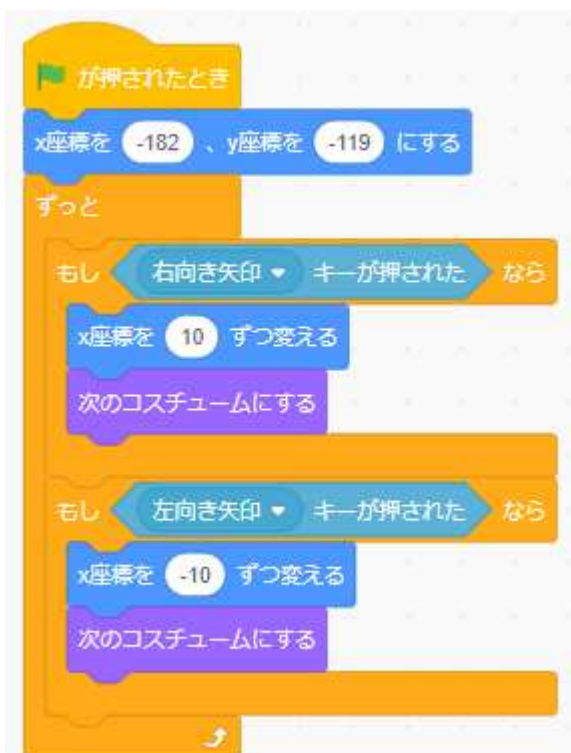 が押されたとき
x座標を -182 、y座標を -119 にする
ずっと
もし 右向き矢印 キーが押された なら
x座標を 10 ずつ変える
次のコスチュームにする
もし 左向き矢印 キーが押された なら
x座標を -10 ずつ変える
次のコスチュームにする